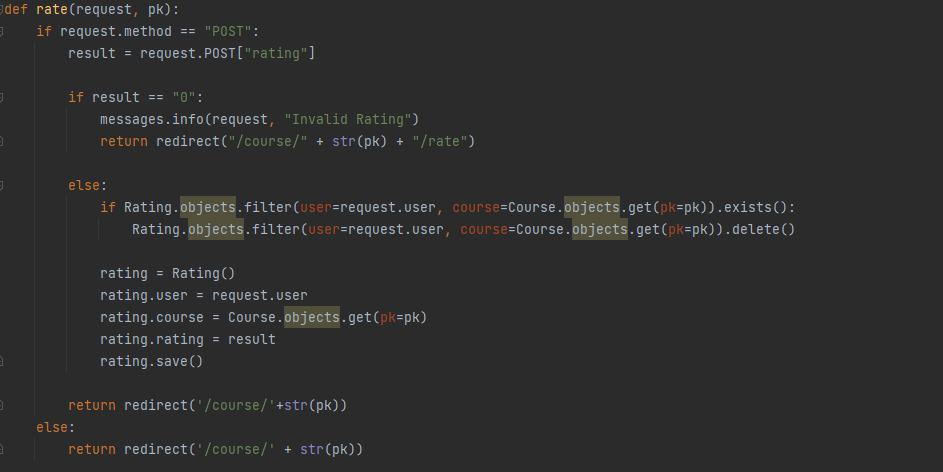 def rate(request, pk):
    if request.method == "POST":
        result = request.POST["rating"]
        if result == "0":
            messages.info(request, "Invalid Rating")
            return redirect("/course/" + str(pk) + "/rate")
        else:
            if Rating.objects.filter(user=request.user, course=Course.objects.get(pk=pk)).exists():
                Rating.objects.filter(user=request.user, course=Course.objects.get(pk=pk)).delete()
            rating = Rating()
            rating.user = request.user
            rating.course = Course.objects.get(pk=pk)
            rating.rating = result
            rating.save()
        return redirect('/course/'+str(pk))
    else:
        return redirect('/course/' + str(pk))